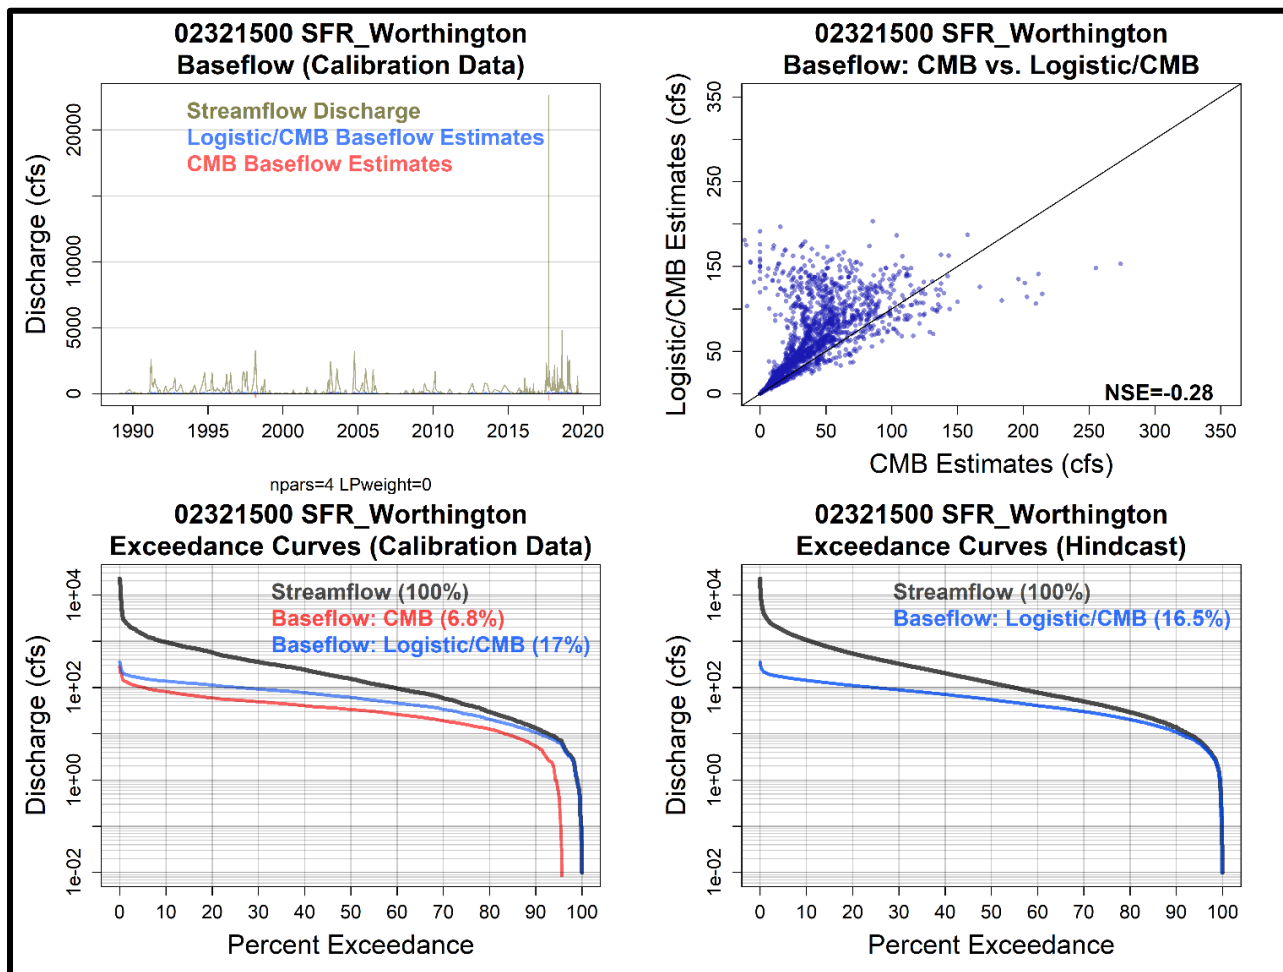 02321500 SFR_Worthington
Baseflow (Calibration Data)
Streamflow Discharge
Logistic/CMB Baseflow Estimates
CMB Baseflow Estimates
Discharge (cfs)
0
5000
10000
20000
1990
1995
2000
2005
2010
2015
2020
02321500 SFR_Worthington
Baseflow: CMB vs. Logistic/CMB
Logistic/CMB Estimates (cfs)
0
50
150
250
350
NSE=-0.28
0
50
100
150
200
250
300
350
CMB Estimates (cfs)
npars=4 LPweight=0
02321500 SFR_Worthington
Exceedance Curves (Calibration Data)
Streamflow (100%)
Baseflow: CMB (6.8%)
Baseflow: Logistic/CMB (17%)
Discharge (cfs)
1e-02
1e+00
1e+02
1e+04
0
10
20
30
40
50
60
70
80
90
100
Percent Exceedance
02321500 SFR_Worthington
Exceedance Curves (Hindcast)
Streamflow (100%)
Baseflow: Logistic/CMB (16.5%)
Discharge (cfs)
1e-02
1e+00
1e+02
1e+04
0
10
20
30
40
50
60
70
80
90
100
Percent Exceedance